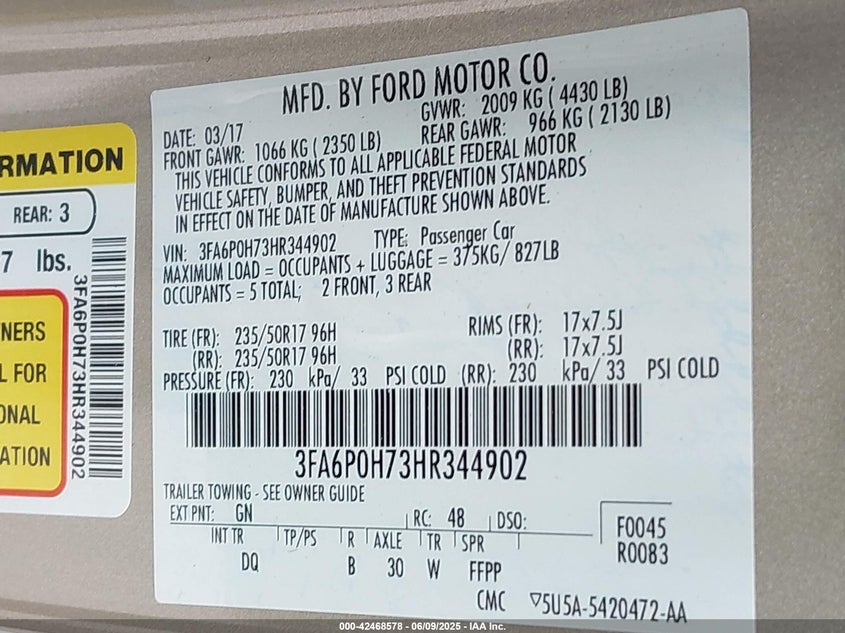 RMATION
REAR: 3
7 lbs.
3FA6P0H73HR344902
TNERS
L FOR
ONAL
ATION
MFD. BY FORD MOTOR CO.
DATE: 03/17 GVWR: 2009 KG ( 4430 LB)
FRONT GAWR: 1066 KG ( 2350 LB) REAR GAWR: 966 KG ( 2130 LB)
THIS VEHICLE CONFORMS TO ALL APPLICABLE FEDERAL MOTOR
VEHICLE SAFETY, BUMPER, AND THEFT PREVENTION STANDARDS
IN EFFECT ON THE DATE OF MANUFACTURE SHOWN ABOVE.
VIN: 3FA6P0H73HR344902 TYPE: Passenger Car
MAXIMUM LOAD = OCCUPANTS + LUGGAGE = 375KG/ 827LB
OCCUPANTS = 5 TOTAL; 2 FRONT, 3 REAR
TIRE (FR): 235/50R17 96H RIMS (FR): 17x7.5J
(RR): 235/50R17 96H (RR): 17x7.5J
PRESSURE (FR): 230 kPa/ 33 PSI COLD (RR): 230 kPa/ 33 PSI COLD
3FA6P0H73HR344902
TRAILER TOWING - SEE OWNER GUIDE
EXT PNT: GN RC: 48 DSO: F0045
INT TR TP/PS R AXLE TR SPR R0083
DQ B 30 W FFPP
CMC ▽5U5A-5420472-AA
000-42468578 - 06/09/2025 - IAA Inc.